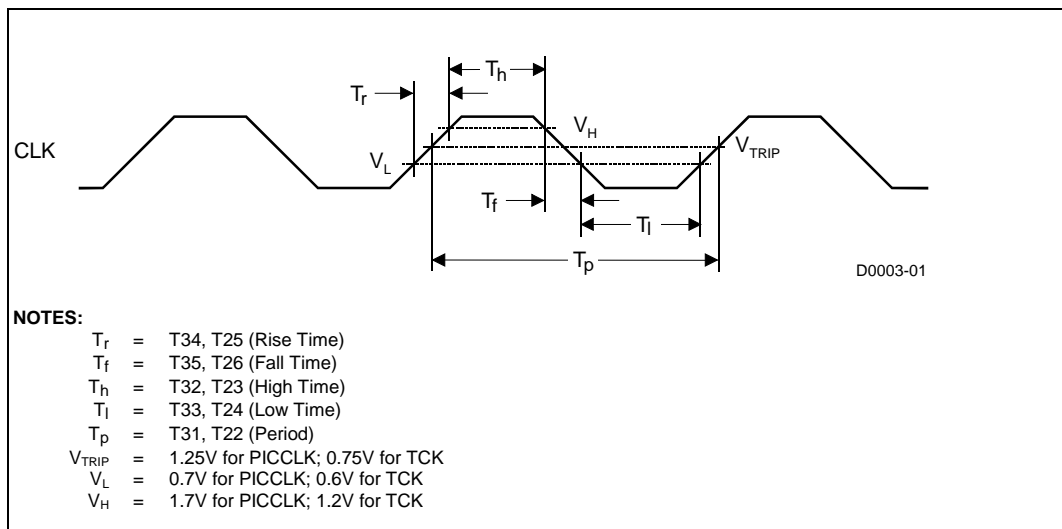 Th
Tr
CLK
VH
VL
VTRIP
Tf
Tl
Tp
D0003-01
NOTES:
Tr = T34, T25 (Rise Time)
Tf = T35, T26 (Fall Time)
Th = T32, T23 (High Time)
Tl = T33, T24 (Low Time)
Tp = T31, T22 (Period)
VTRIP = 1.25V for PICCLK; 0.75V for TCK
VL = 0.7V for PICCLK; 0.6V for TCK
VH = 1.7V for PICCLK; 1.2V for TCK